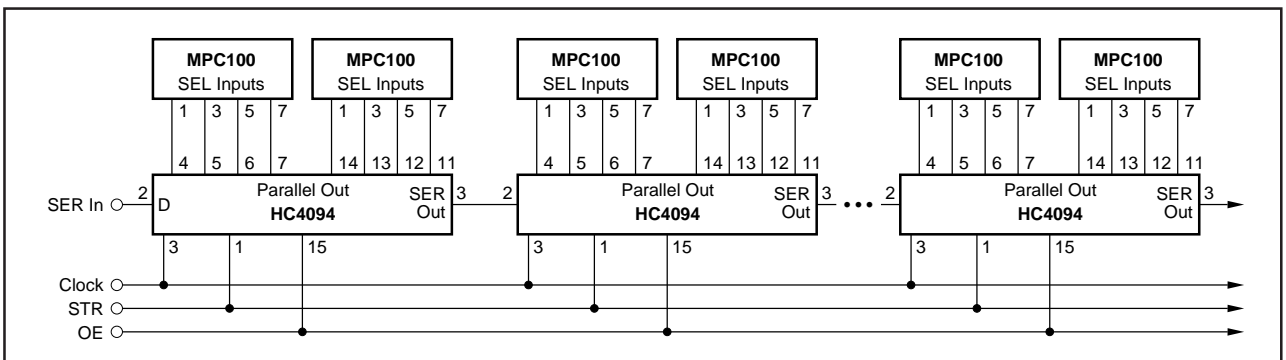 MPC100 MPC100 MPC100 MPC100 MPC100 MPC100
SEL Inputs SEL Inputs SEL Inputs SEL Inputs SEL Inputs SEL Inputs
1 3 5 7 1 3 5 7 1 3 5 7 1 3 5 7 1 3 5 7 1 3 5 7
4 5 6 7 14 13 12 11 4 5 6 7 14 13 12 11 4 5 6 7 14 13 12 11
SER In 2 D Parallel Out HC4094 SER Out 3 2 Parallel Out HC4094 SER Out 3 ••• 2 Parallel Out HC4094 SER Out 3
3 1 15 3 1 15 3 1 15
Clock
STR
OE